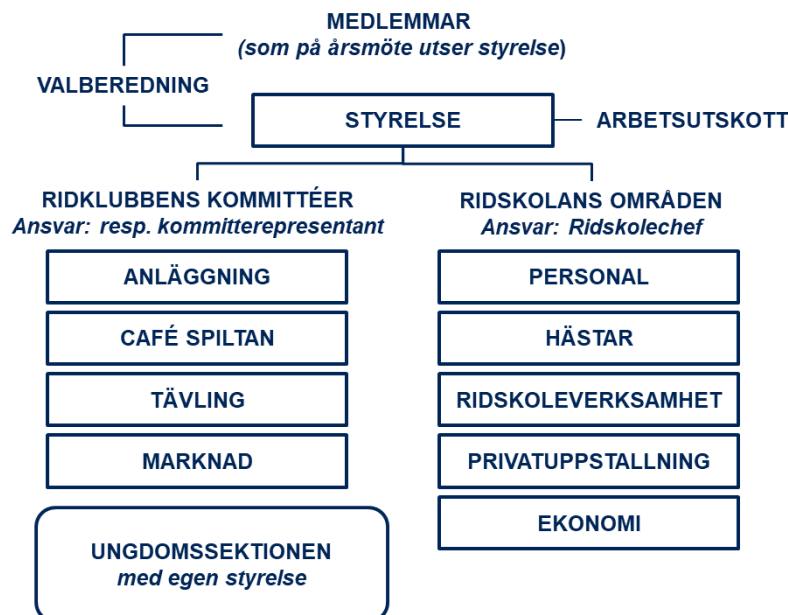 MEDLEMMAR
(som på årsmöte utser styrelse)
VALBEREDNING
STYRELSE
ARBETSUTSKOTT
RIDKLUBBENS KOMMITTÉER
Ansvar: resp. kommitterepresentant
ANLÄGGNING
CAFÉ SPILTAN
TÄVLING
MARKNAD
UNGDOMSSEKTIONEN
med egen styrelse
RIDSKOLANS OMRÅDEN
Ansvar: Ridskolechef
PERSONAL
HÄSTAR
RIDSKOLEVERKSAMHET
PRIVATUPPSTALLNING
EKONOMI